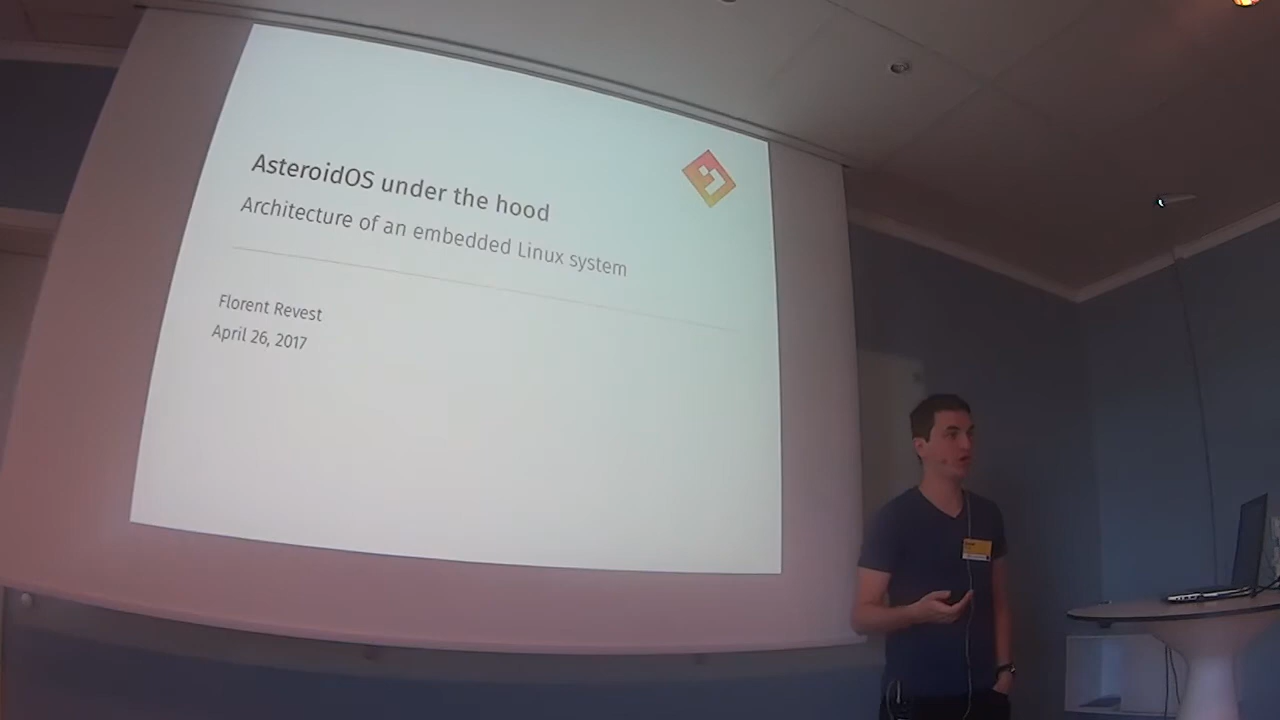 AsteroidOS under the hood
Architecture of an embedded Linux system
Florent Revest
April 26, 2017